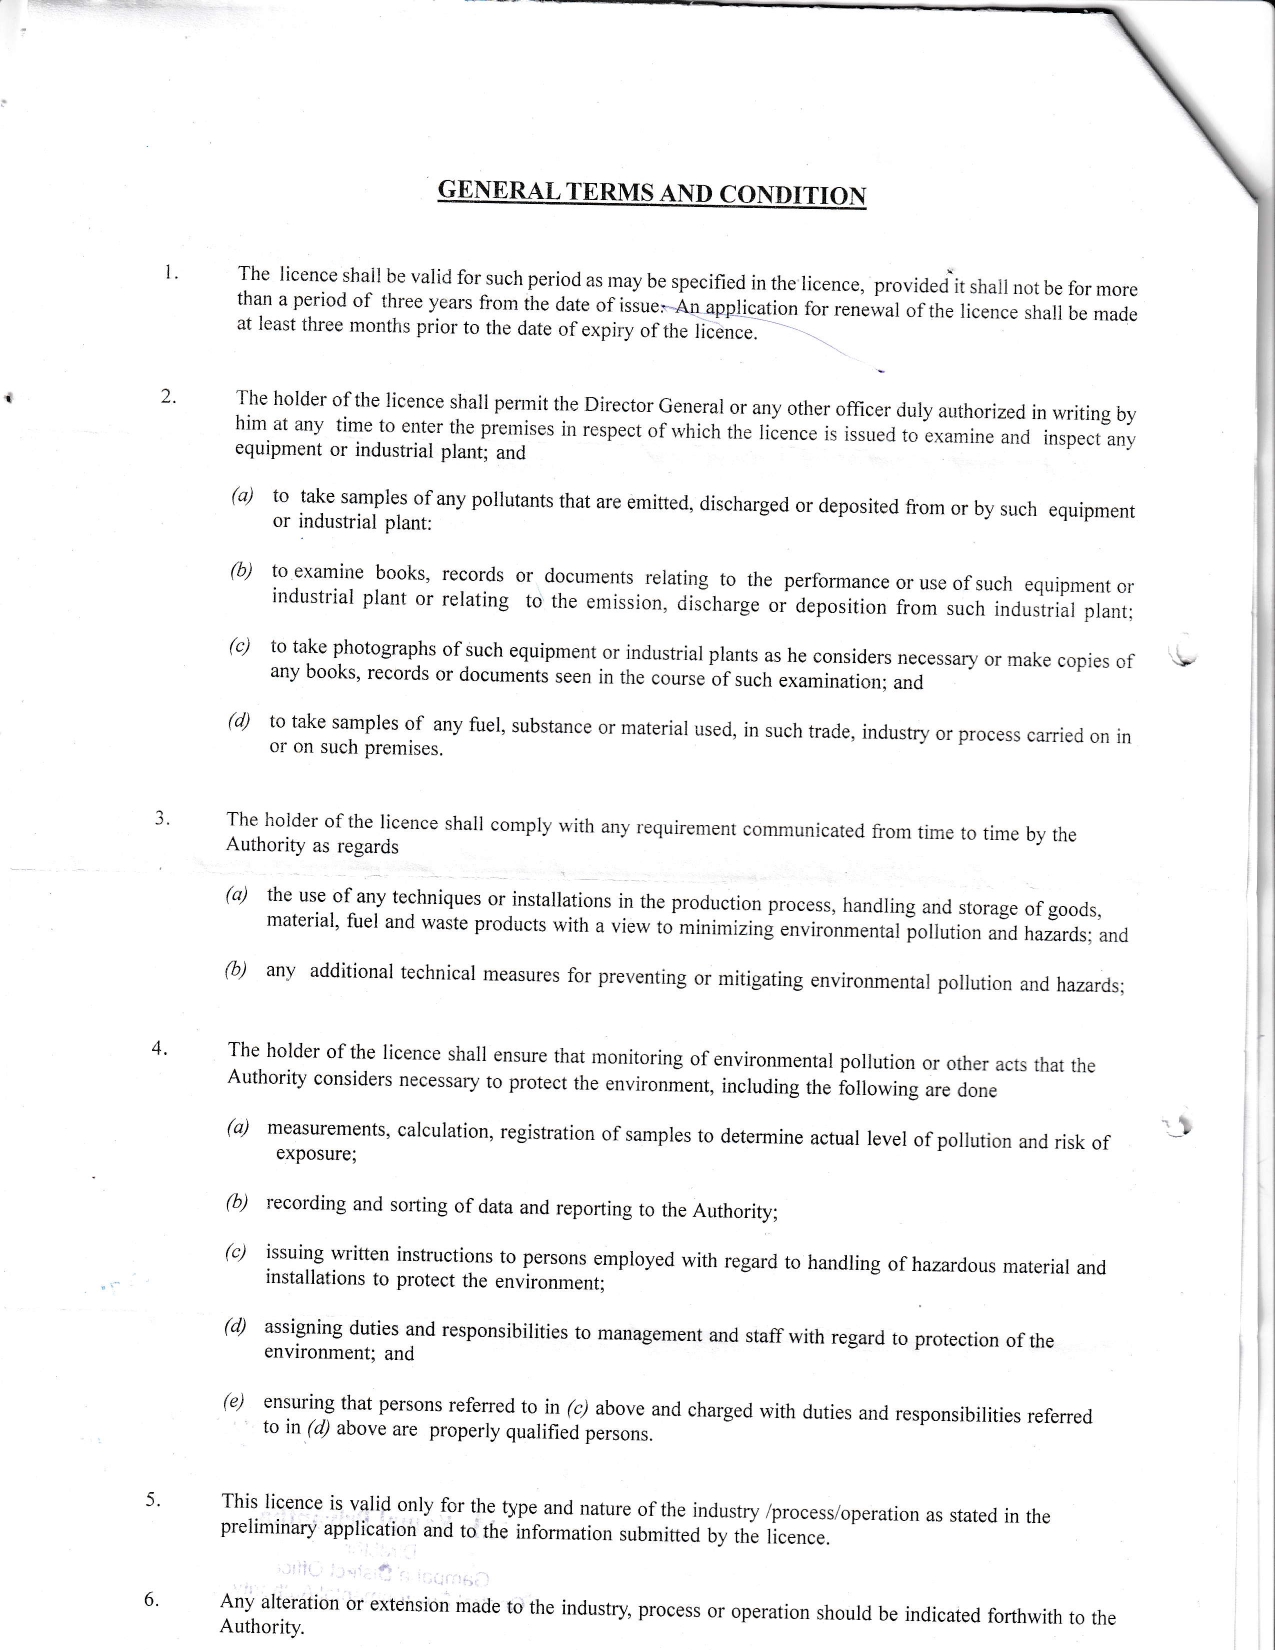 GENERAL TERMS AND CONDITION
1. The licence shall be valid for such period as may be specified in the licence, provided it shall not be for more
than a period of three years from the date of issue. An application for renewal of the licence shall be made
at least three months prior to the date of expiry of the licence.
2. The holder of the licence shall permit the Director General or any other officer duly authorized in writing by
him at any time to enter the premises in respect of which the licence is issued to examine and inspect any
equipment or industrial plant; and
(a) to take samples of any pollutants that are emitted, discharged or deposited from or by such equipment
or industrial plant:
(b) to examine books, records or documents relating to the performance or use of such equipment or
industrial plant or relating to the emission, discharge or deposition from such industrial plant;
(c) to take photographs of such equipment or industrial plants as he considers necessary or make copies of
any books, records or documents seen in the course of such examination; and
(d) to take samples of any fuel, substance or material used, in such trade, industry or process carried on in
or on such premises.
3. The holder of the licence shall comply with any requirement communicated from time to time by the
Authority as regards
(a) the use of any techniques or installations in the production process, handling and storage of goods,
material, fuel and waste products with a view to minimizing environmental pollution and hazards; and
(b) any additional technical measures for preventing or mitigating environmental pollution and hazards;
4. The holder of the licence shall ensure that monitoring of environmental pollution or other acts that the
Authority considers necessary to protect the environment, including the following are done
(a) measurements, calculation, registration of samples to determine actual level of pollution and risk of
exposure;
(b) recording and sorting of data and reporting to the Authority;
(c) issuing written instructions to persons employed with regard to handling of hazardous material and
installations to protect the environment;
(d) assigning duties and responsibilities to management and staff with regard to protection of the
environment; and
(e) ensuring that persons referred to in (c) above and charged with duties and responsibilities referred
to in (d) above are properly qualified persons.
5. This licence is valid only for the type and nature of the industry /process/operation as stated in the
preliminary application and to the information submitted by the licence.
6. Any alteration or extension made to the industry, process or operation should be indicated forthwith to the
Authority.